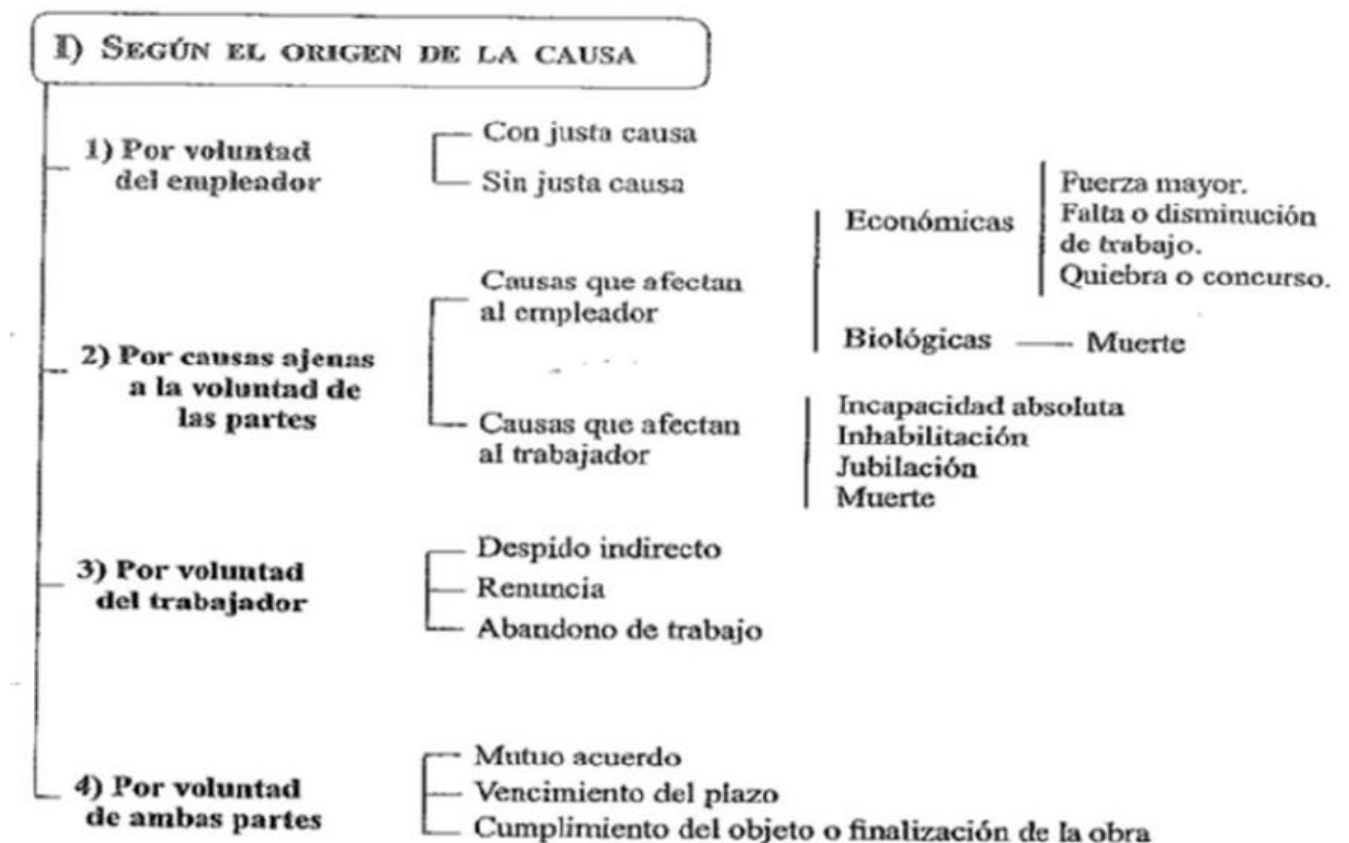 I) SEGÚN EL ORIGEN DE LA CAUSA
1) Por voluntad
del empleador
Con justa causa
Sin justa causa
2) Por causas ajenas
a la voluntad de
las partes
Causas que afectan
al empleador
Económicas
Fuerza mayor.
Falta o disminución
de trabajo.
Quiebra o concurso.
Biológicas
Muerte
Causas que afectan
al trabajador
Incapacidad absoluta
Inhabilitación
Jubilación
Muerte
3) Por voluntad
del trabajador
Despido indirecto
Renuncia
Abandono de trabajo
4) Por voluntad
de ambas partes
Mutuo acuerdo
Vencimiento del plazo
Cumplimiento del objeto o finalización de la obra